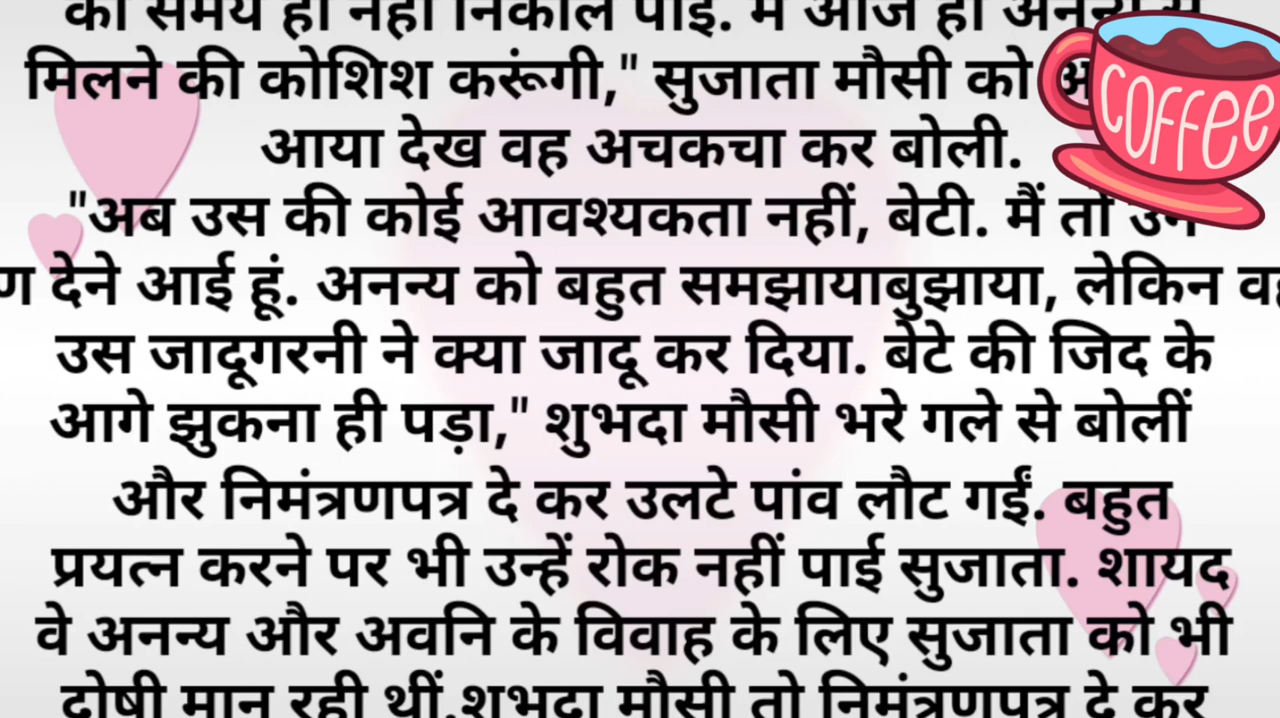 का समय ही नहीं निकाल पाई. मैं आज ही अनन्य
मिलने की कोशिश करूंगी," सुजाता मौसी को
आया देख वह अचकचा कर बोली.
"अब उस की कोई आवश्यकता नहीं, बेटी. मैं तो
देने आई हूं. अनन्य को बहुत समझायाबुझाया, लेकिन
उस जादूगरनी ने क्या जादू कर दिया. बेटे की जिद के
आगे झुकना ही पड़ा," शुभदा मौसी भरे गले से बोलीं
और निमंत्रणपत्र दे कर उलटे पांव लौट गईं. बहुत
प्रयत्न करने पर भी उन्हें रोक नहीं पाई सुजाता. शायद
वे अनन्य और अवनि के विवाह के लिए सुजाता को भी
दोषी मान रही थीं.शुभदा मौसी तो निमंत्रणपत्र दे कर
COFFEE